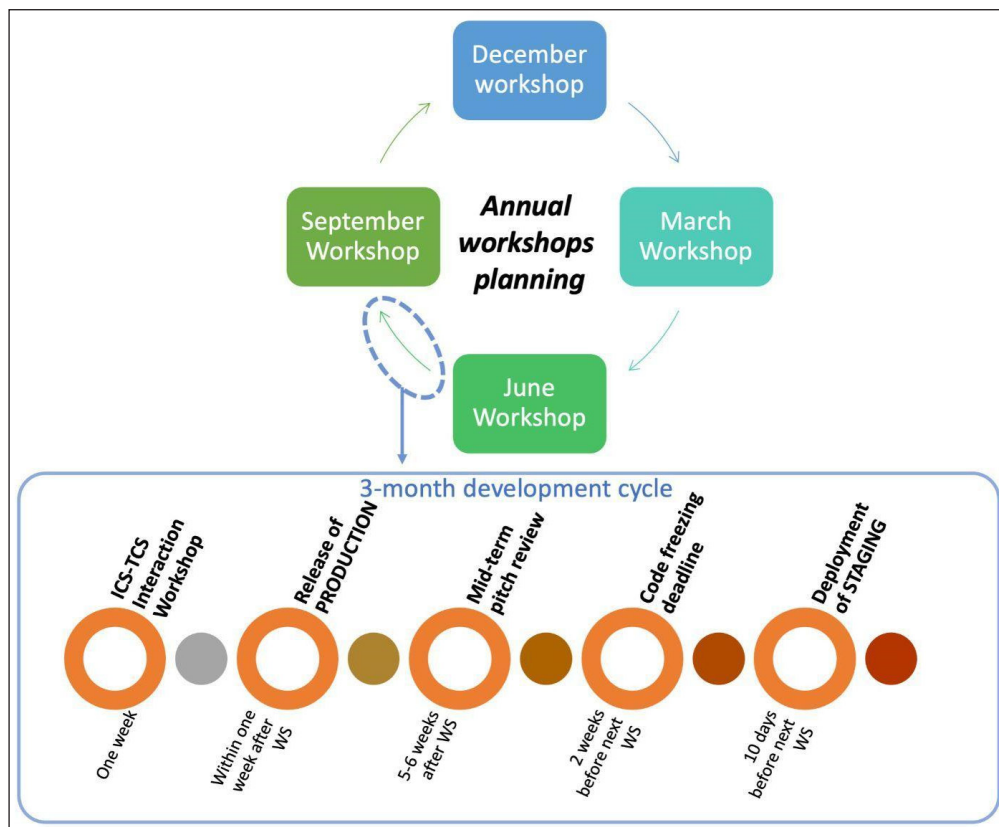 December
workshop
September
Workshop
Annual
workshops
planning
March
Workshop
June
Workshop
3-month development cycle
ICS-TCS
Interaction
Workshop
Release of
PRODUCTION
Mid-term
pitch review
Code freezing
deadline
Deployment
of STAGING
One week
Within one
week after
WS
5-6 weeks
after WS
2 weeks
before next
WS
10 days
before next
WS